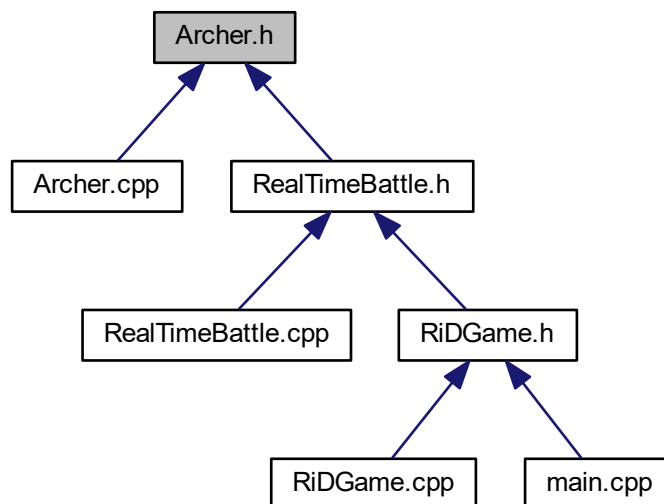 Archer.h
Archer.cpp
RealTimeBattle.h
RealTimeBattle.cpp
RiDGame.h
RiDGame.cpp
main.cpp